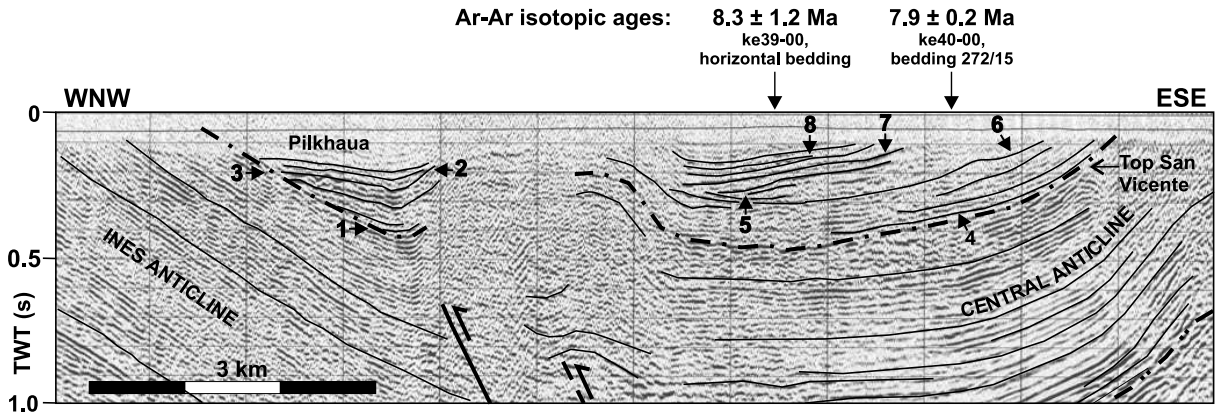 Ar-Ar isotopic ages: 8.3 ± 1.2 Ma 7.9 ± 0.2 Ma
ke39-00, ke40-00,
horizontal bedding bedding 272/15
WNW ESE
0
Pilkhaua 8 7 6
3 2 Top San
Vicente
5
1 4
0.5
INES ANTICLINE
CENTRAL ANTICLINE
TWT (s)
3 km
1.0